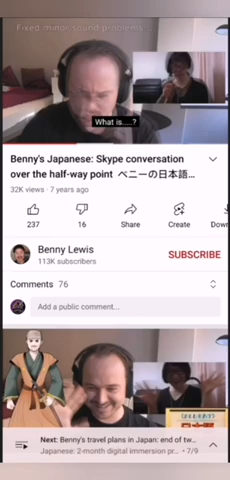 Fixed minor sound problems...
What is.....?
Benny's Japanese: Skype conversation
over the half-way point ベニーの日本語...
32K views · 7 years ago
237
16
Share
Create
Down
Benny Lewis
113K subscribers
SUBSCRIBE
Comments 76
Add a public comment...
Next: Benny's travel plans in Japan: end of tw...
Japanese: 2-month digital immersion pr... • 7/9